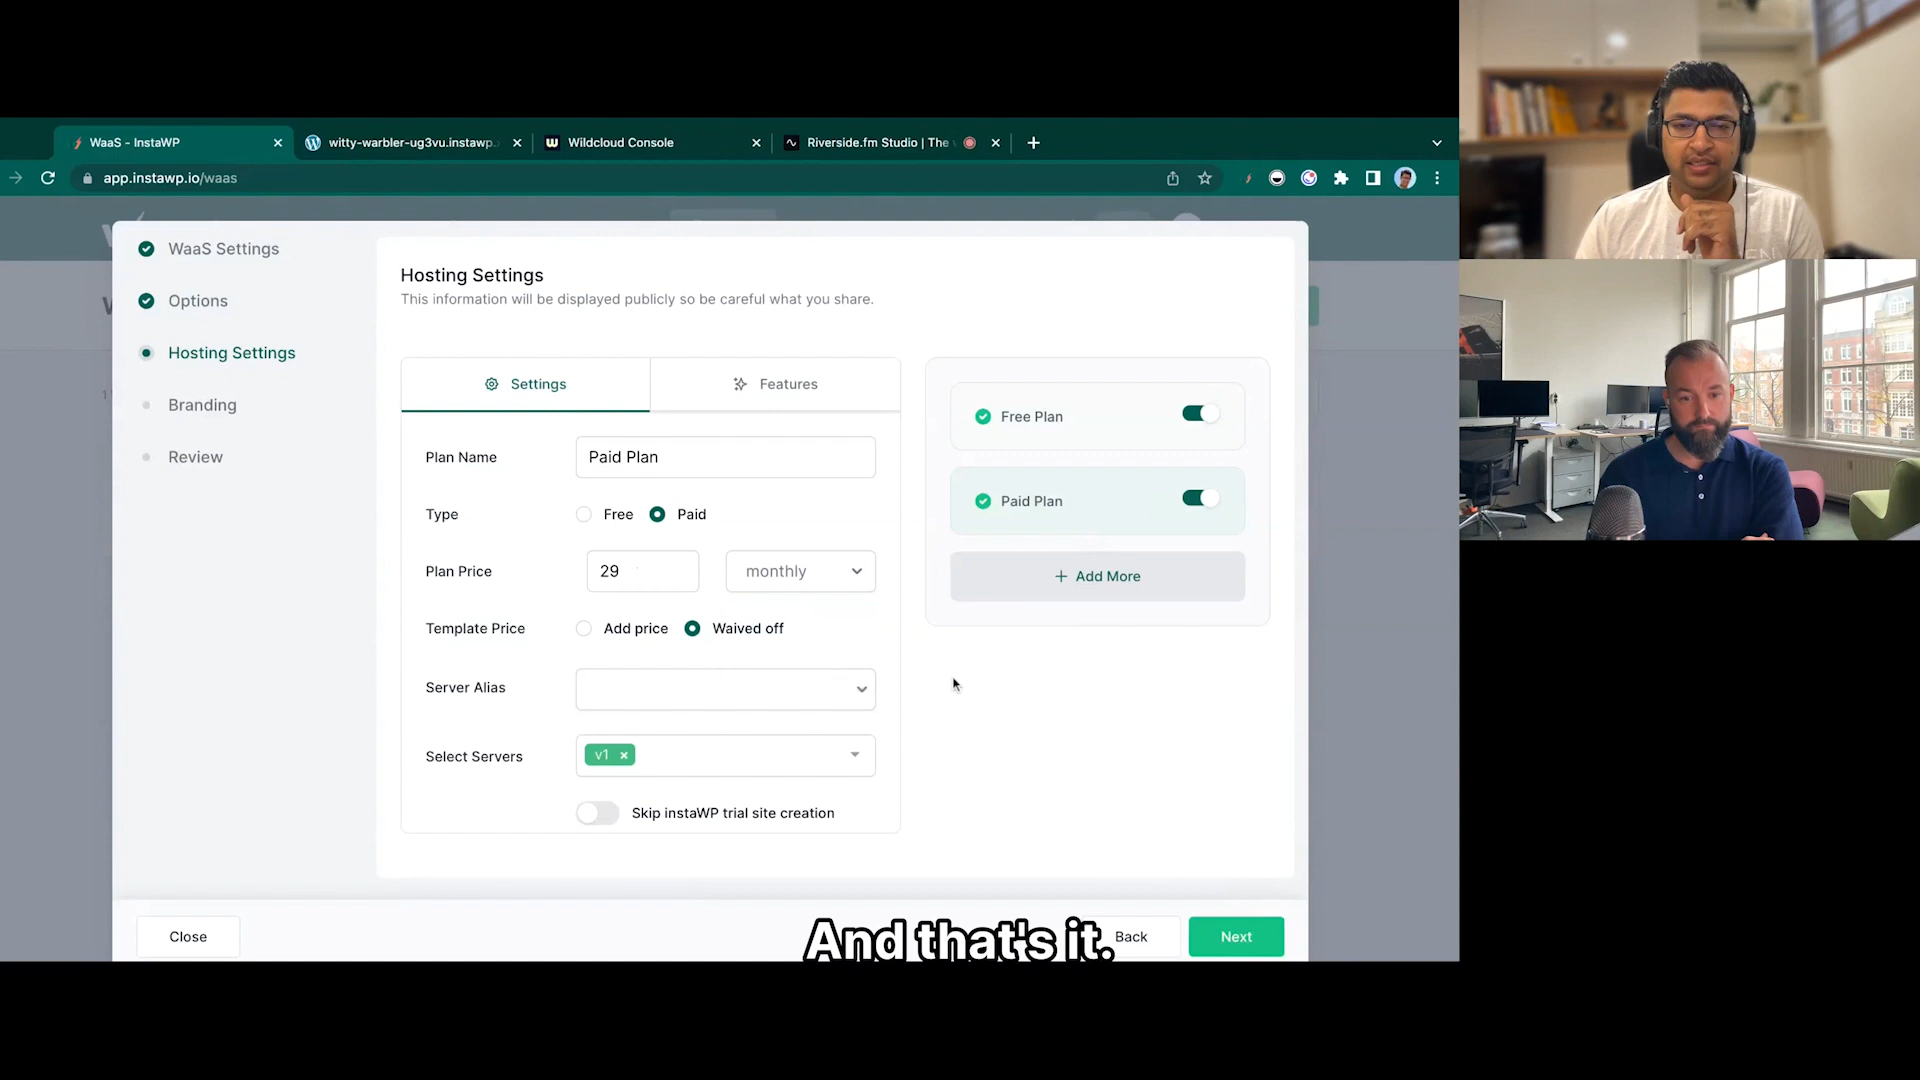 WaaS - InstaWP
witty-warbler-ug3vu.instawp.
Wildcloud Console
Riverside.fm Studio | The
app.instawp.io/waas
WaaS Settings
Options
Hosting Settings
Branding
Review
Hosting Settings
This information will be displayed publicly so be careful what you share.
Settings
Features
Plan Name
Paid Plan
Type
Free
Paid
Plan Price
29
monthly
Template Price
Add price
Waived off
Server Alias
Select Servers
v1
Skip instaWP trial site creation
Free Plan
Paid Plan
+ Add More
Close
Back
Next
And that's it.